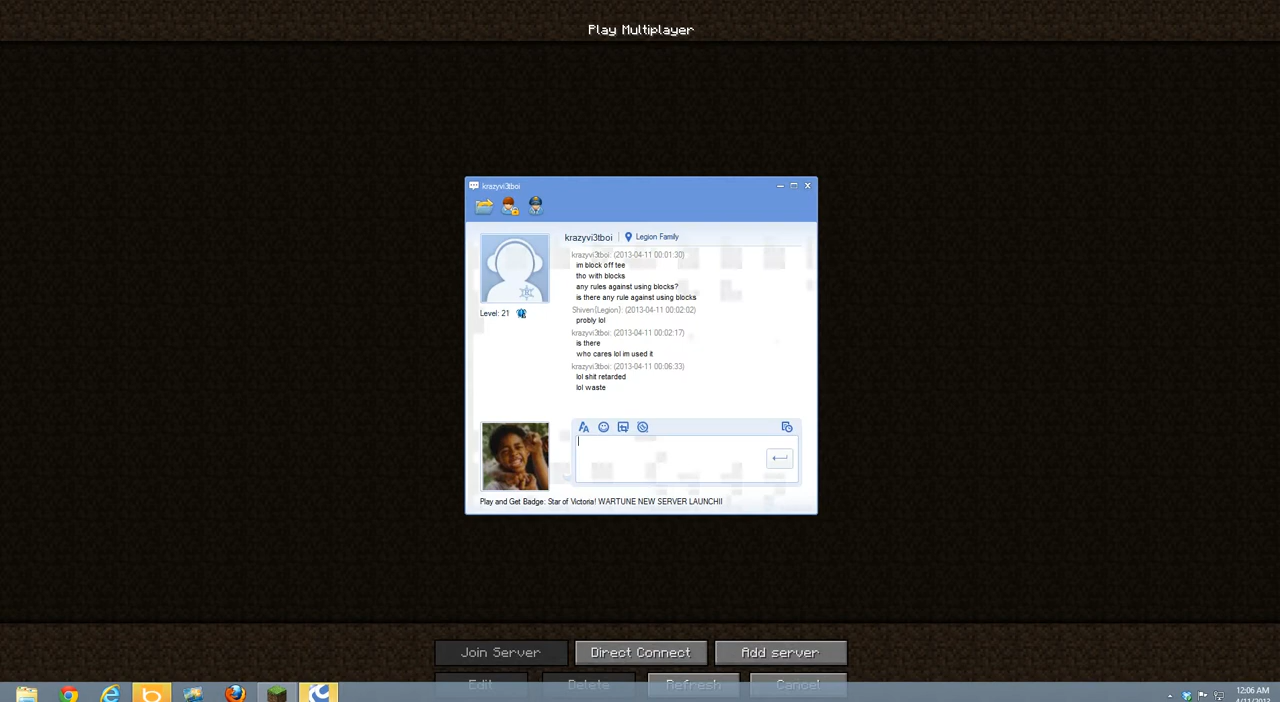 Play Multiplayer
krazyvi3tboi
krazyvi3tboi | Legion Family
krazyvi3tboi: (2013-04-11 00:01:30)
im block off tee
tho with blocks
any rules against using blocks?
is there any rule against using blocks
Shiven{Legion}: (2013-04-11 00:02:02)
probly lol
krazyvi3tboi: (2013-04-11 00:02:17)
is there
who cares lol im used it
krazyvi3tboi: (2013-04-11 00:06:33)
lol shit retarded
lol waste
Level: 21
Play and Get Badge: Star of Victoria! WARTUNE NEW SERVER LAUNCH!!
Join Server
Direct Connect
Add server
Edit
Delete
Refresh
Cancel
12:06 AM
4/11/2013